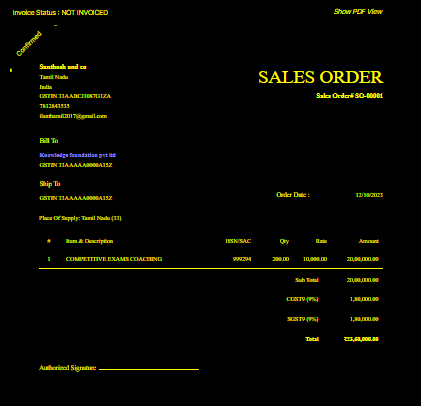 Invoice Status : NOT INVOICED
Show PDF View
Confirmed
Santhosh and co
Tamil Nadu
India
GSTIN 33AABCJ1087G1ZA
7812843515
fsanthamil2017@gmail.com
SALES ORDER
Sales Order# SO-00001
Bill To
Knowledge foundation pvt ltd
GSTIN 33AAAAA0000A15Z
Ship To
GSTIN 33AAAAA0000A15Z
Order Date : 12/10/2023
Place Of Supply: Tamil Nadu (33)
# Item & Description HSN/SAC Qty Rate Amount
1 COMPETITIVE EXAMS COACHING 999294 200.00 10,000.00 20,00,000.00
Sub Total 20,00,000.00
CGST9 (9%) 1,80,000.00
SGST9 (9%) 1,80,000.00
Total ₹23,60,000.00
Authorized Signature